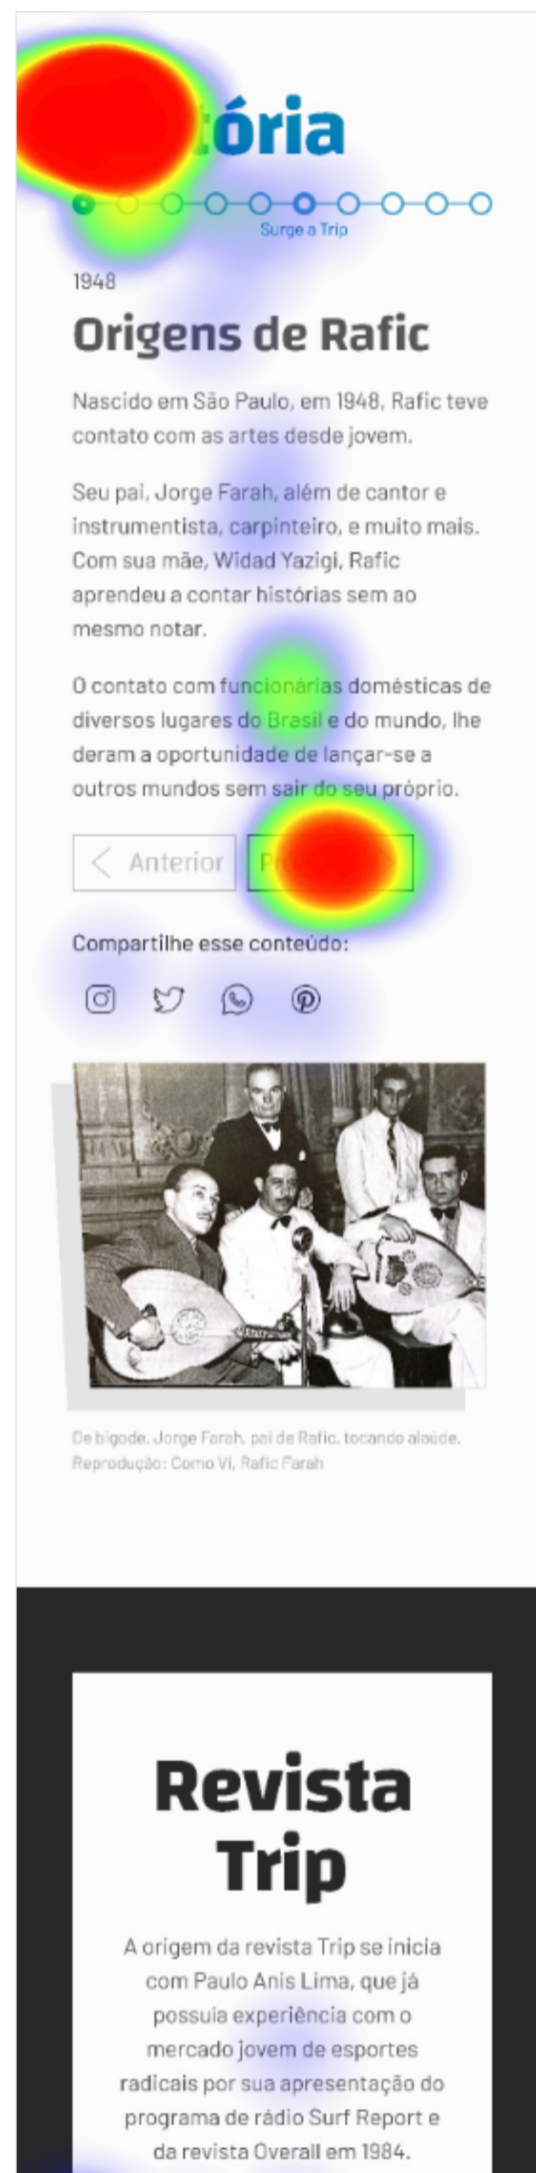 tória
Surge a Trip
1948
Origens de Rafic
Nascido em São Paulo, em 1948, Rafic teve
contato com as artes desde jovem.
Seu pai, Jorge Farah, além de cantor e
instrumentista, carpinteiro, e muito mais.
Com sua mãe, Widad Yazigi, Rafic
aprendeu a contar histórias sem ao
mesmo notar.
O contato com funcionárias domésticas de
diversos lugares do Brasil e do mundo, lhe
deram a oportunidade de lançar-se a
outros mundos sem sair do seu próprio.
Anterior
Compartilhe esse conteúdo:
De bigode, Jorge Farah, pai de Rafic, tocando alaúde.
Reprodução: Como Vi, Rafic Farah
Revista
Trip
A origem da revista Trip se inicia
com Paulo Anis Lima, que já
possuia experiência com o
mercado jovem de esportes
radicais por sua apresentação do
programa de rádio Surf Report e
da revista Overall em 1984.